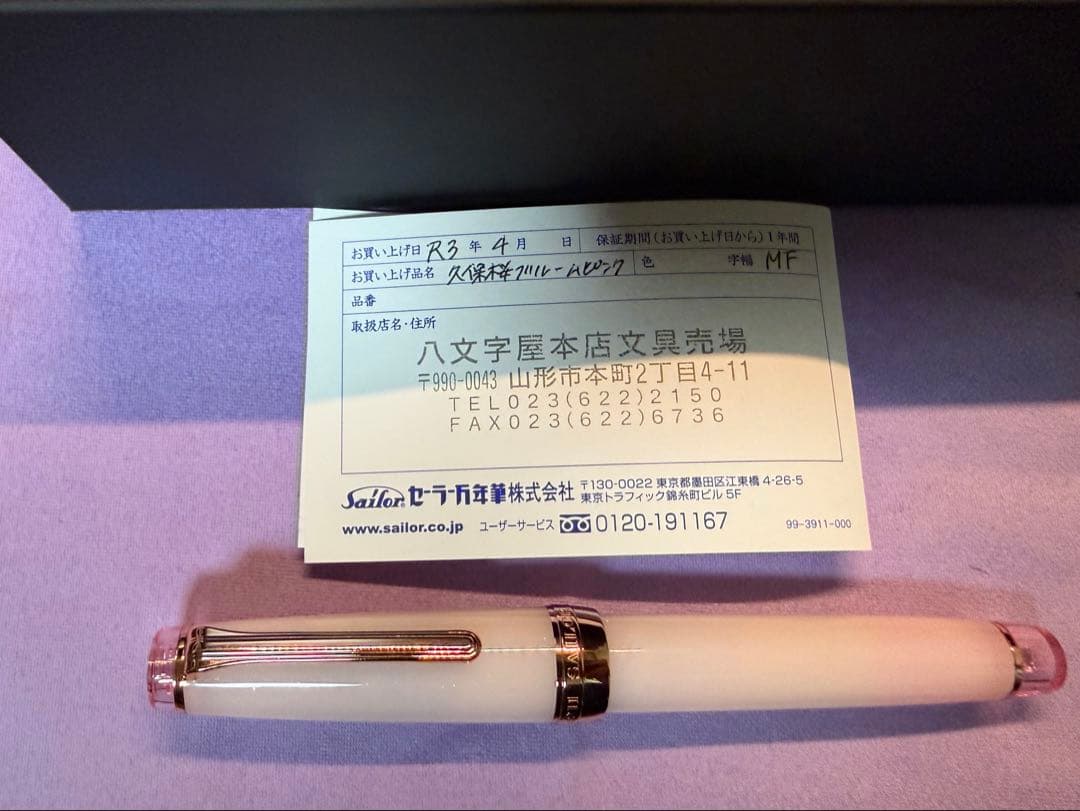 お買い上げ日 R3 年 4 月 日 保証期間(お買い上げ日から)1年間
お買い上げ品名 久保桜ブルームピンク 色 字幅 MF
品番
取扱店名・住所
八文字屋本店文具売場
〒990-0043 山形市本町2丁目4-11
TEL023(622)2150
FAX023(622)6736
Sailor セーラー万年筆株式会社 〒130-0022 東京都墨田区江東橋 4-26-5
東京トラフィック錦糸町ビル 5F
www.sailor.co.jp ユーザーサービス 0120-191167 99-3911-000